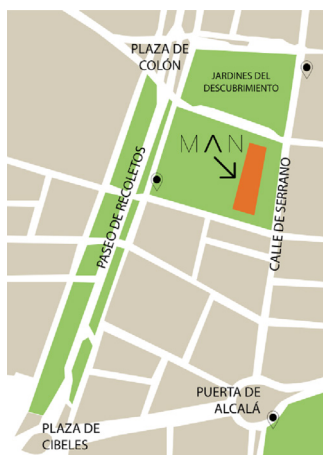 PLAZA DE
COLÓN
JARDINES DEL
DESCUBRIMIENTO
MAN
PASEO DE RECOLETOS
CALLE DE SERRANO
PUERTA DE
ALCALÁ
PLAZA DE
CIBELES